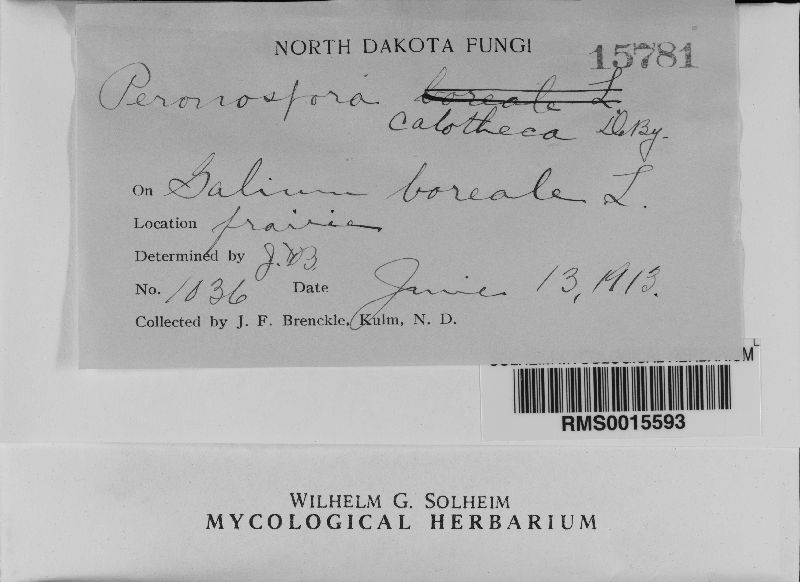 NORTH DAKOTA FUNGI 15781
Peronospora boreale L
calotheca DeBy.
On Galium boreale L.
Location prairie
Determined by J.F.B.
No. 1036 Date June 13, 1913.
Collected by J. F. Brenckle, Kulm, N. D.
RMS0015593
WILHELM G. SOLHEIM
MYCOLOGICAL HERBARIUM